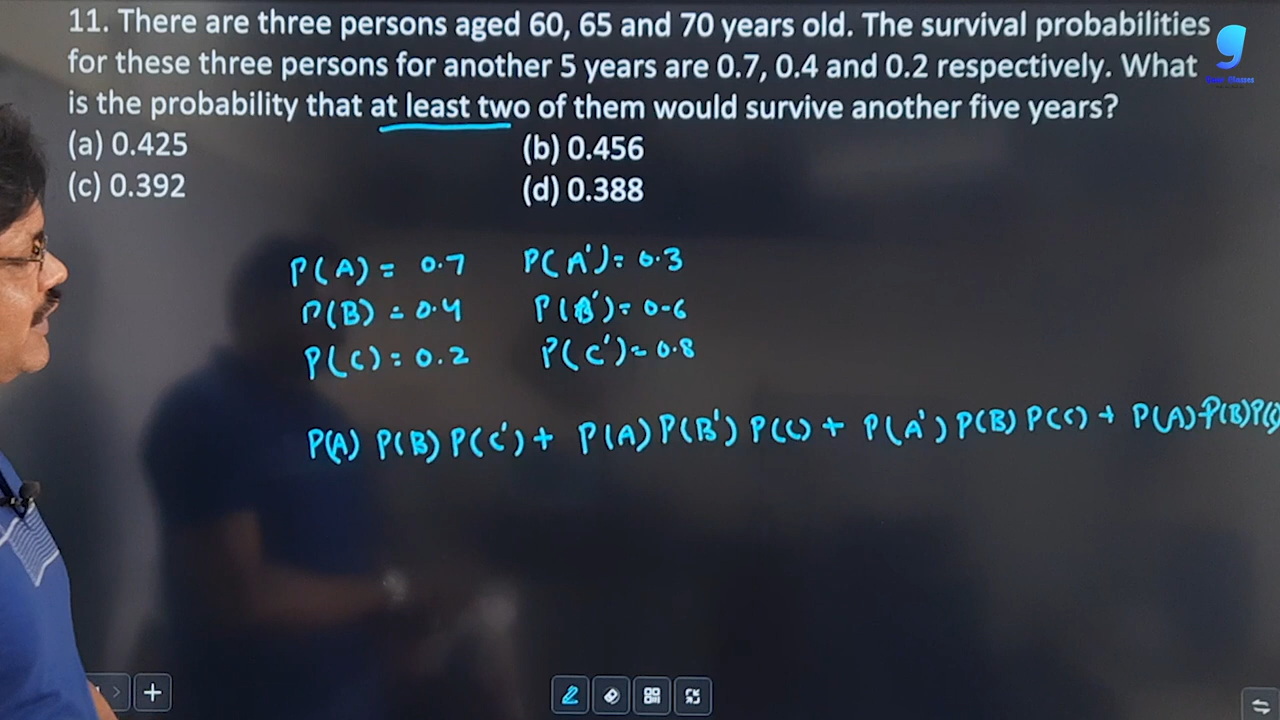 11. There are three persons aged 60, 65 and 70 years old. The survival probabilities
for these three persons for another 5 years are 0.7, 0.4 and 0.2 respectively. What
is the probability that at least two of them would survive another five years?
(a) 0.425 (b) 0.456
(c) 0.392 (d) 0.388
P(A) = 0.7 P(A') = 0.3
P(B) = 0.4 P(B') = 0.6
P(C) = 0.2 P(C') = 0.8
P(A) P(B) P(C') + P(A) P(B') P(C) + P(A') P(B) P(C) + P(A) P(B) P(C)